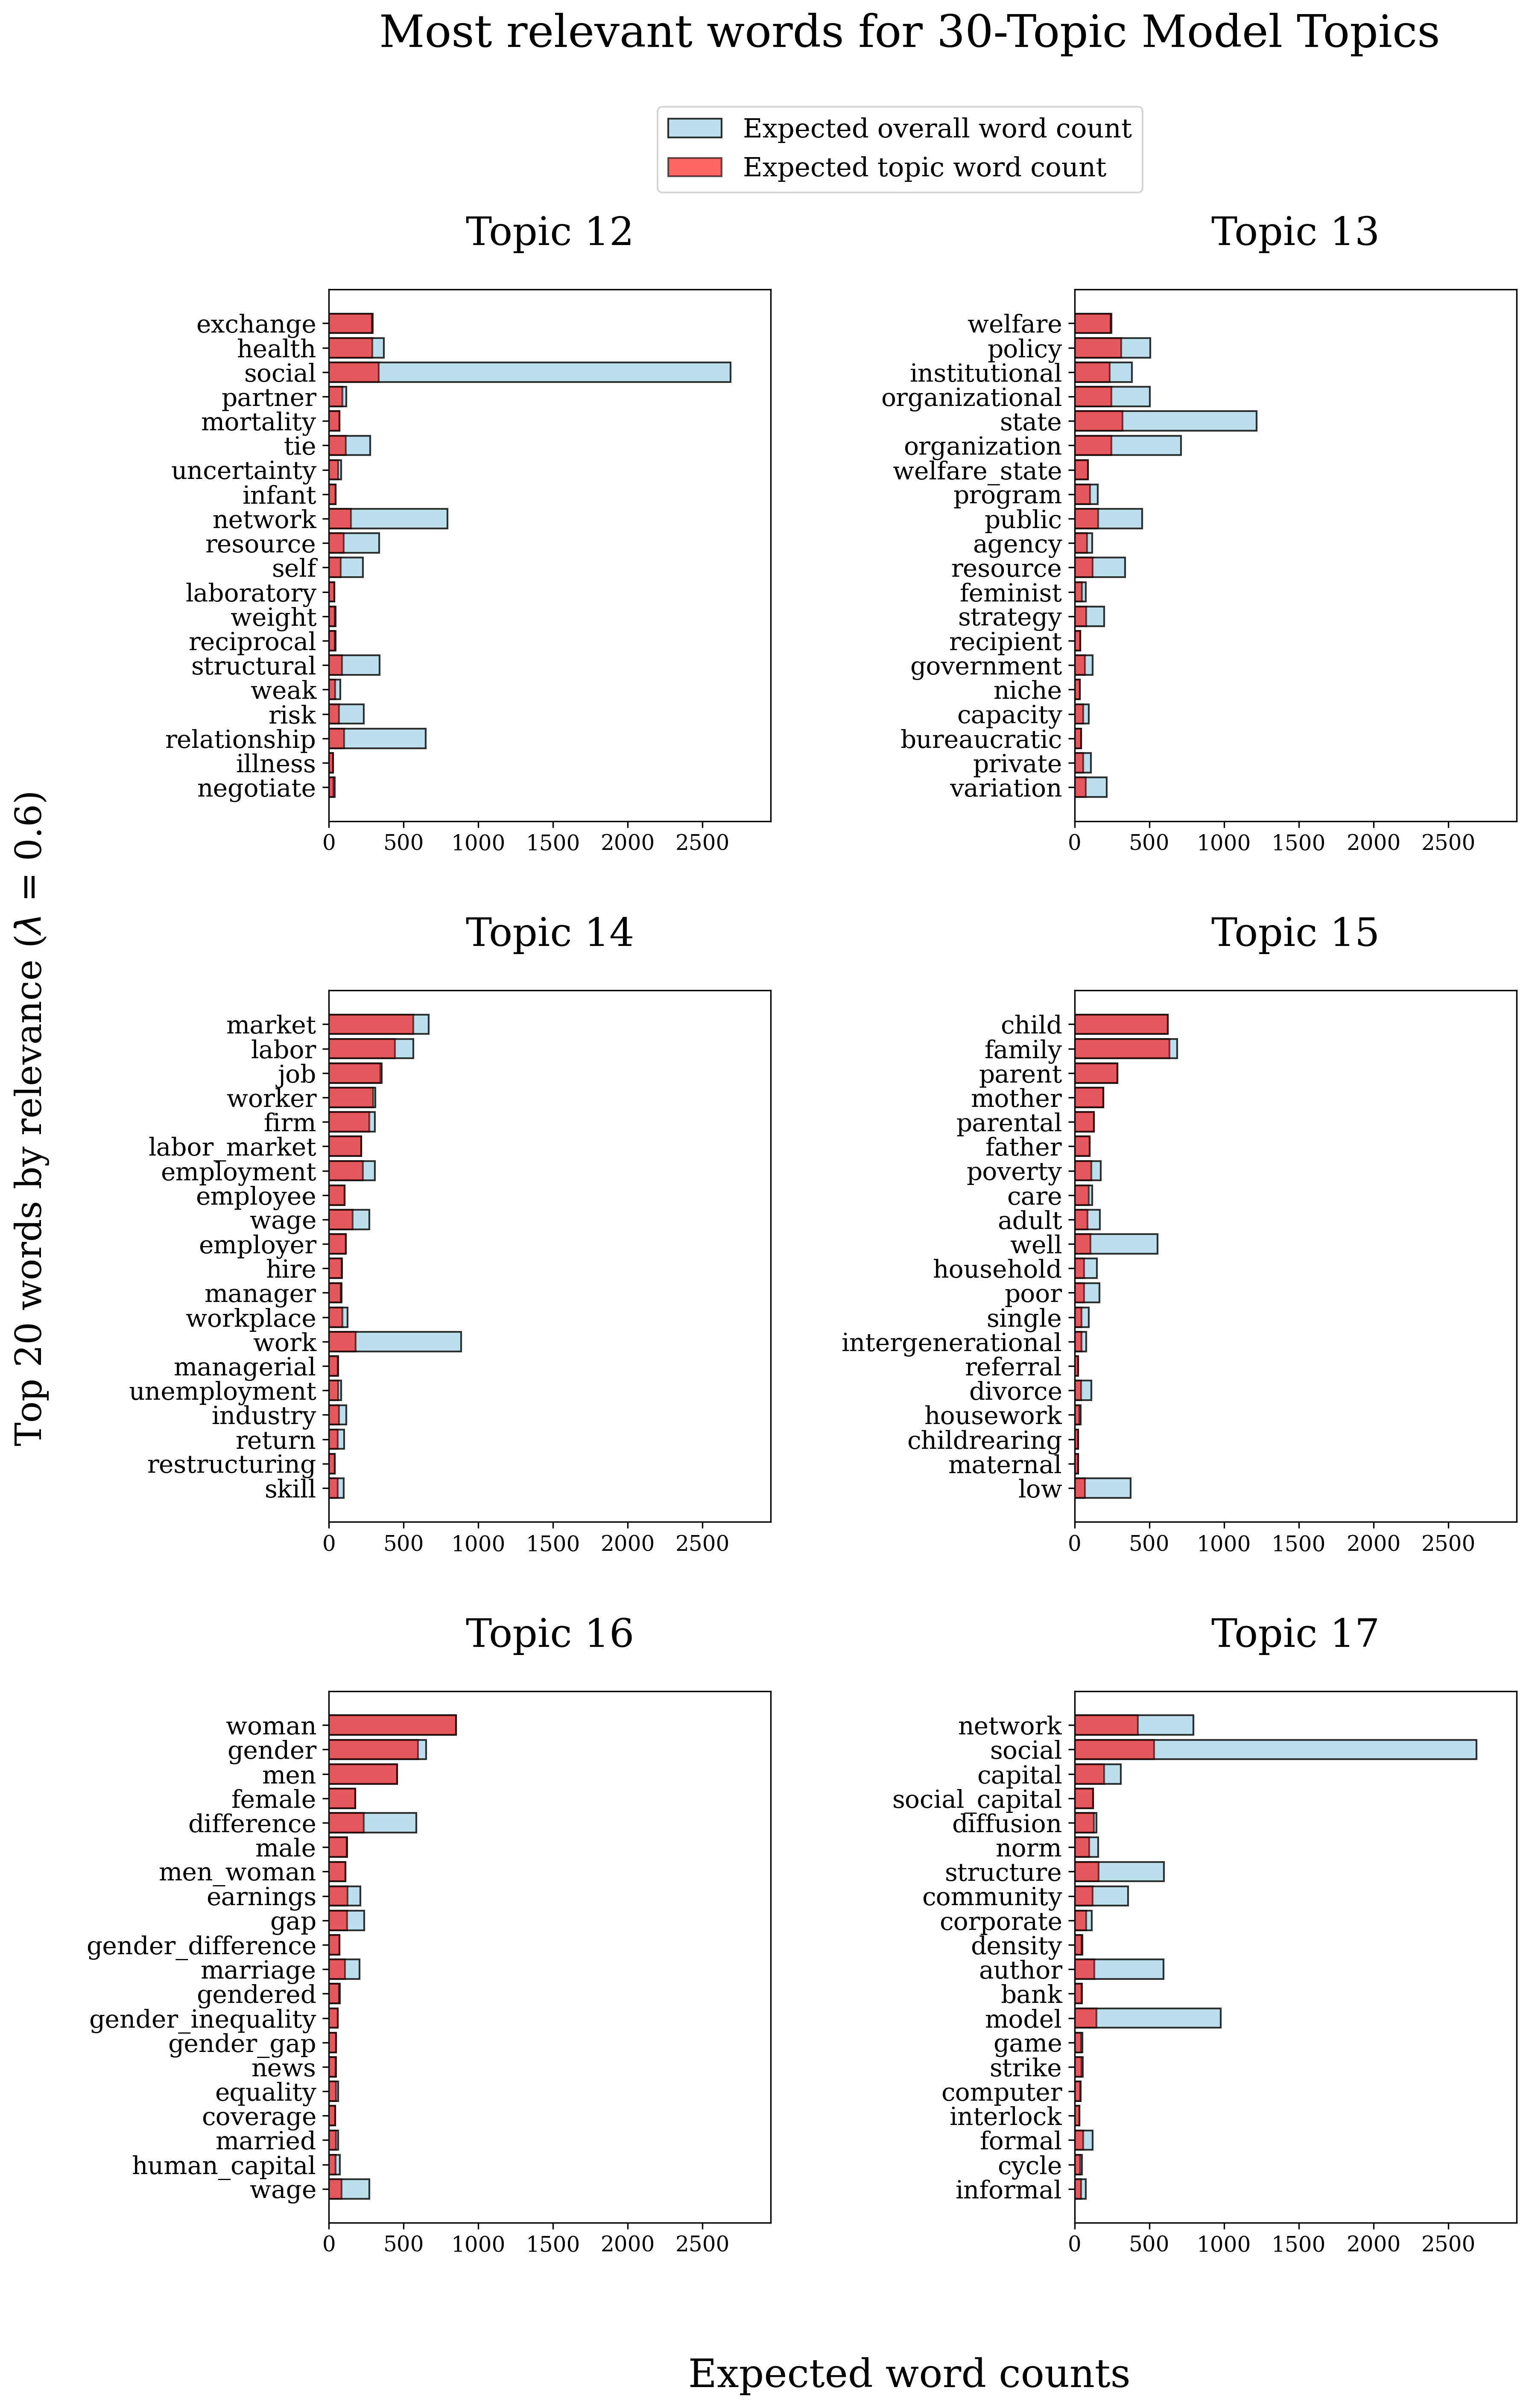 Most relevant words for 30-Topic Model Topics
Expected overall word count
Expected topic word count
Top 20 words by relevance (λ = 0.6)
Topic 12
exchange
health
social
partner
mortality
tie
uncertainty
infant
network
resource
self
laboratory
weight
reciprocal
structural
weak
risk
relationship
illness
negotiate
0 500 1000 1500 2000 2500
Topic 13
welfare
policy
institutional
organizational
state
organization
welfare_state
program
public
agency
resource
feminist
strategy
recipient
government
niche
capacity
bureaucratic
private
variation
0 500 1000 1500 2000 2500
Topic 14
market
labor
job
worker
firm
labor_market
employment
employee
wage
employer
hire
manager
workplace
work
managerial
unemployment
industry
return
restructuring
skill
0 500 1000 1500 2000 2500
Topic 15
child
family
parent
mother
parental
father
poverty
care
adult
well
household
poor
single
intergenerational
referral
divorce
housework
childrearing
maternal
low
0 500 1000 1500 2000 2500
Topic 16
woman
gender
men
female
difference
male
men_woman
earnings
gap
gender_difference
marriage
gendered
gender_inequality
gender_gap
news
equality
coverage
married
human_capital
wage
0 500 1000 1500 2000 2500
Topic 17
network
social
capital
social_capital
diffusion
norm
structure
community
corporate
density
author
bank
model
game
strike
computer
interlock
formal
cycle
informal
0 500 1000 1500 2000 2500
Expected word counts